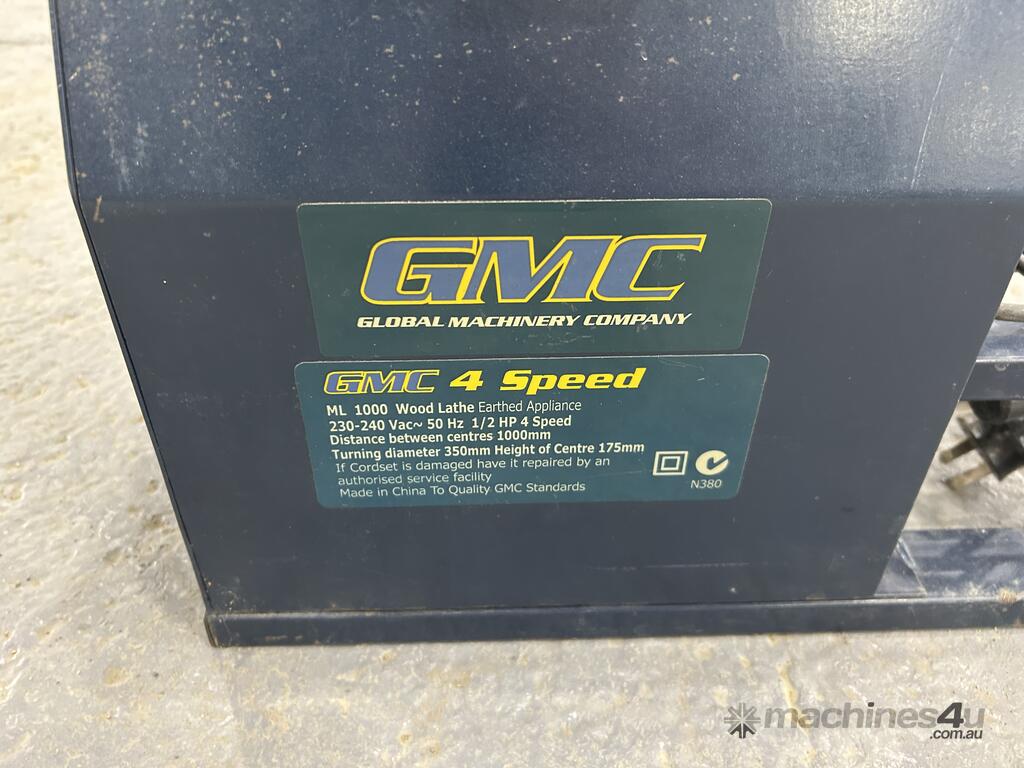 GMC
GLOBAL MACHINERY COMPANY
GMC 4 Speed
ML 1000 Wood Lathe Earthed Appliance
230-240 Vac~ 50 Hz 1/2 HP 4 Speed
Distance between centres 1000mm
Turning diameter 350mm Height of Centre 175mm
If Cordset is damaged have it repaired by an
authorised service facility
Made in China To Quality GMC Standards
N380
machines4u
.com.au